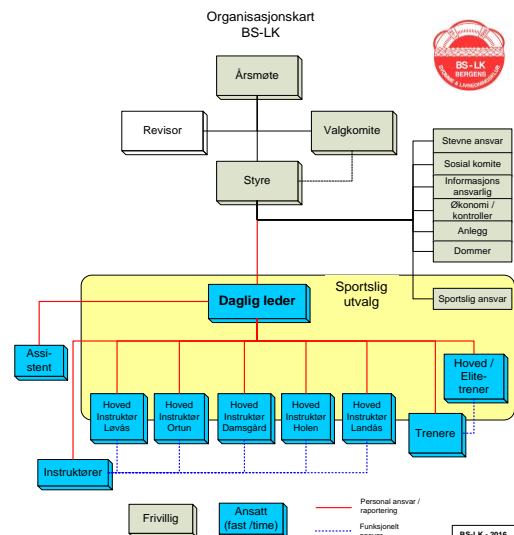 Organisasjonskart
BS-LK
BS - LK
BERGENS
SVØMME & LIVREDNINGSKLUB
Årsmøte
Revisor
Valgkomite
Styre
Stevne ansvar
Sosial komite
Informasjons
ansvarlig
Økonomi /
kontroller
Anlegg
Dommer
Sportslig ansvar
Sportslig
utvalg
Daglig leder
Assi-
stent
Hoved /
Elite-
trener
Hoved
Instruktør
Løvås
Hoved
Instruktør
Ortun
Hoved
Instruktør
Damsgård
Hoved
Instruktør
Holen
Hoved
Instruktør
Landås
Trenere
Instruktører
Frivillig
Ansatt
(fast /time)
Personal ansvar /
rapportering
Funksjonelt
BS-LK - 2016